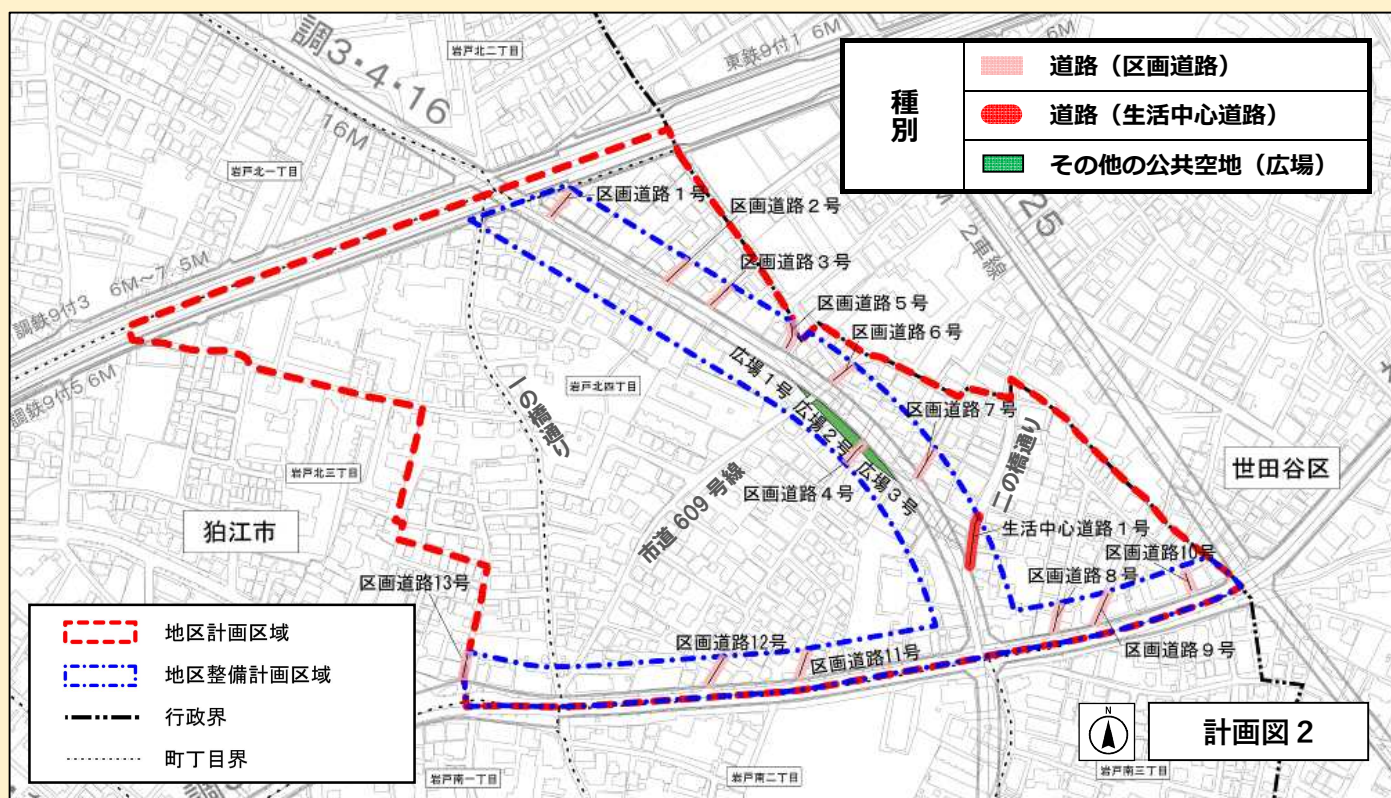 調3・4・16
16M
岩戸北二丁目
東鉄9付1 6M
6M
種別
道路（区画道路）
道路（生活中心道路）
その他の公共空地（広場）
25
2車線
岩戸北一丁目
調鉄9付3 6M～7.5M
調鉄9付5 6M
区画道路1号
区画道路2号
区画道路3号
区画道路5号
区画道路6号
区画道路7号
広場1号
広場2号
広場3号
区画道路4号
岩戸北四丁目
一の橋通り
二の橋通り
市道609号線
岩戸北三丁目
狛江市
世田谷区
生活中心道路1号
区画道路10号
区画道路8号
区画道路9号
区画道路13号
区画道路12号
区画道路11号
地区計画区域
地区整備計画区域
行政界
町丁目界
岩戸南一丁目
岩戸南二丁目
岩戸南三丁目
N
計画図2